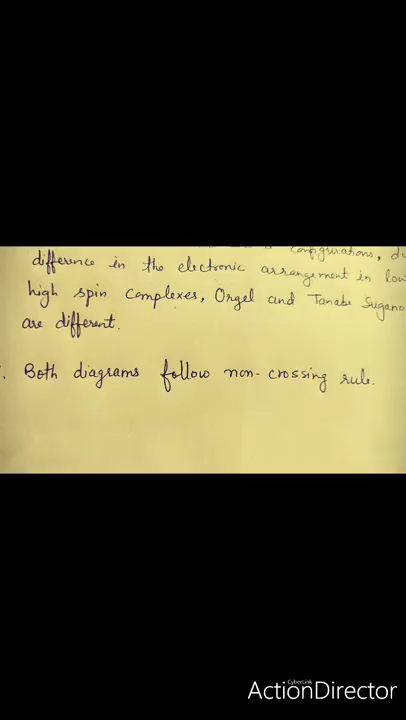 configurations, du
difference in the electronic arrangement in low
high spin complexes, Orgel and Tanabe Sugano
are different.
. Both diagrams follow non-crossing rule.
CyberLink
ActionDirector